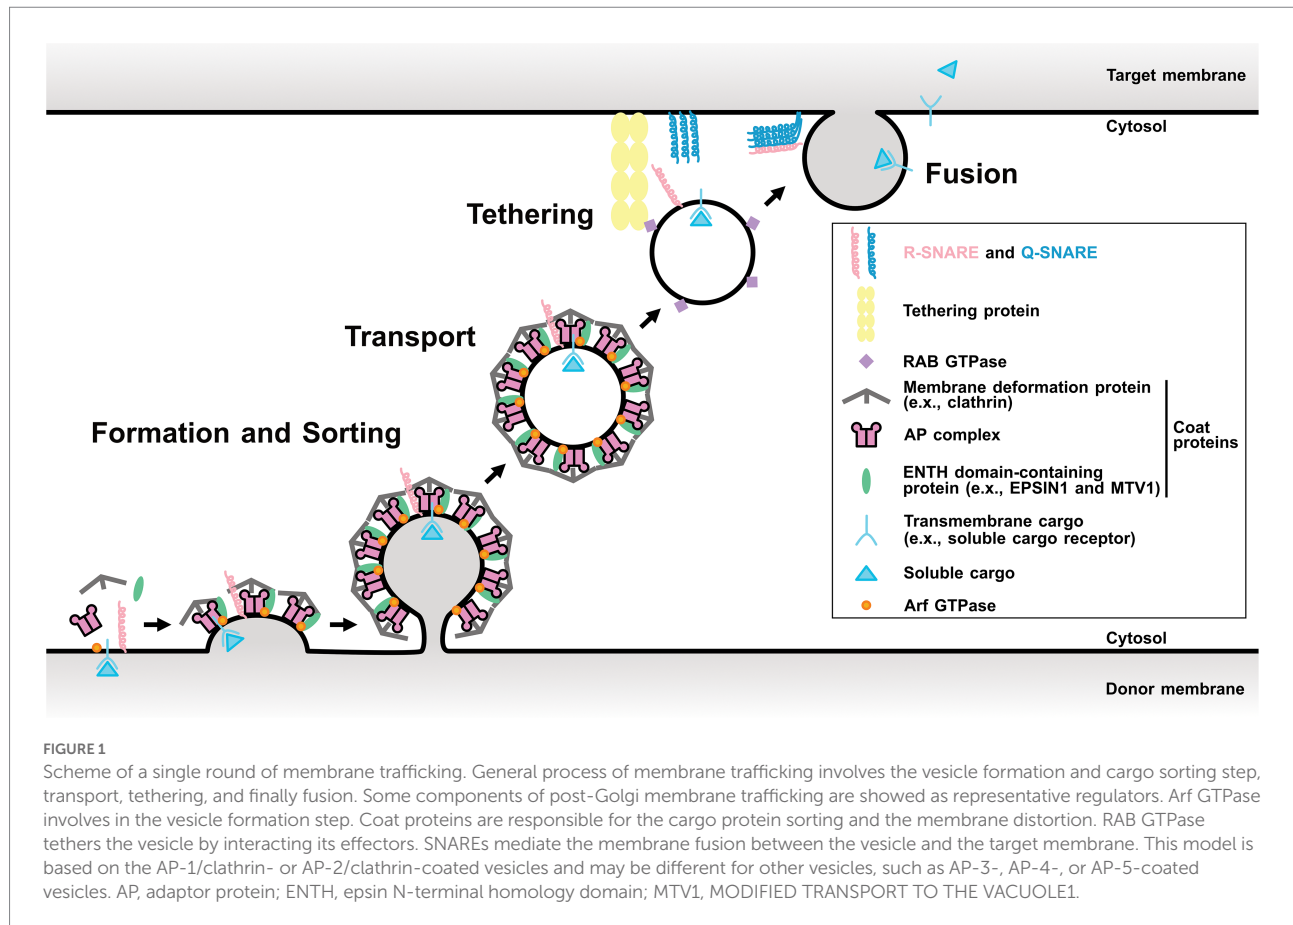 Target membrane
Cytosol
Fusion
Tethering
R-SNARE and Q-SNARE
Tethering protein
Transport
RAB GTPase
Membrane deformation protein
(e.x., clathrin)
Formation and Sorting
AP complex
Coat
proteins
ENTH domain-containing
protein (e.x., EPSIN1 and MTV1)
Transmembrane cargo
(e.x., soluble cargo receptor)
Soluble cargo
Arf GTPase
Cytosol
Donor membrane
FIGURE 1
Scheme of a single round of membrane trafficking. General process of membrane trafficking involves the vesicle formation and cargo sorting step,
transport, tethering, and finally fusion. Some components of post-Golgi membrane trafficking are showed as representative regulators. Arf GTPase
involves in the vesicle formation step. Coat proteins are responsible for the cargo protein sorting and the membrane distortion. RAB GTPase
tethers the vesicle by interacting its effectors. SNAREs mediate the membrane fusion between the vesicle and the target membrane. This model is
based on the AP-1/clathrin- or AP-2/clathrin-coated vesicles and may be different for other vesicles, such as AP-3-, AP-4-, or AP-5-coated
vesicles. AP, adaptor protein; ENTH, epsin N-terminal homology domain; MTV1, MODIFIED TRANSPORT TO THE VACUOLE1.